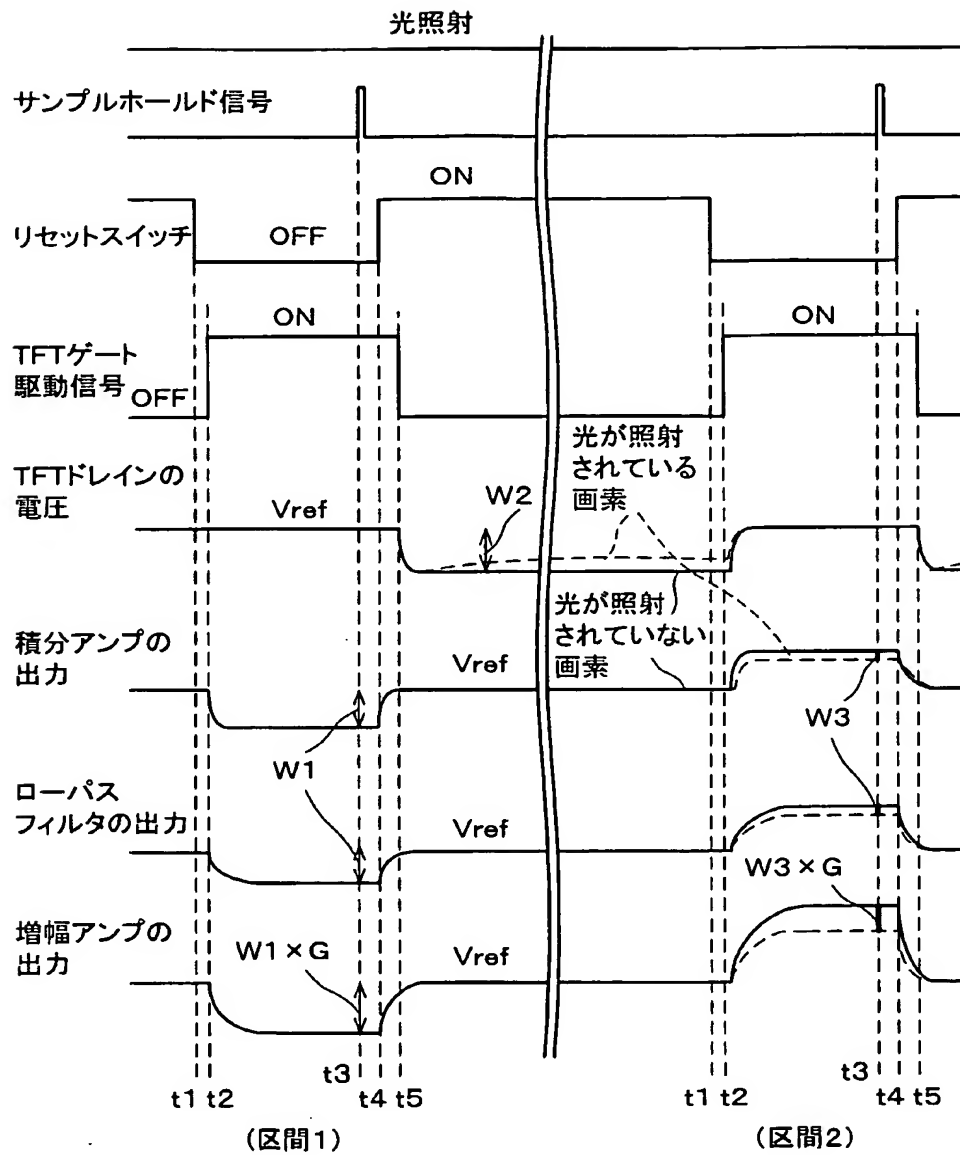 光照射
サンプルホールド信号
ON
リセットスイッチ
OFF
ON
ON
TFTゲート
駆動信号
OFF
光が照射
されている
画素
TFTドレインの
電圧
Vref
W2
光が照射
されていない
画素
積分アンプの
出力
Vref
W1
W3
ローパス
フィルタの出力
Vref
W3×G
増幅アンプの
出力
W1×G
Vref
t3
t3
t1 t2
t4 t5
t1 t2
t4 t5
(区間1)
(区間2)